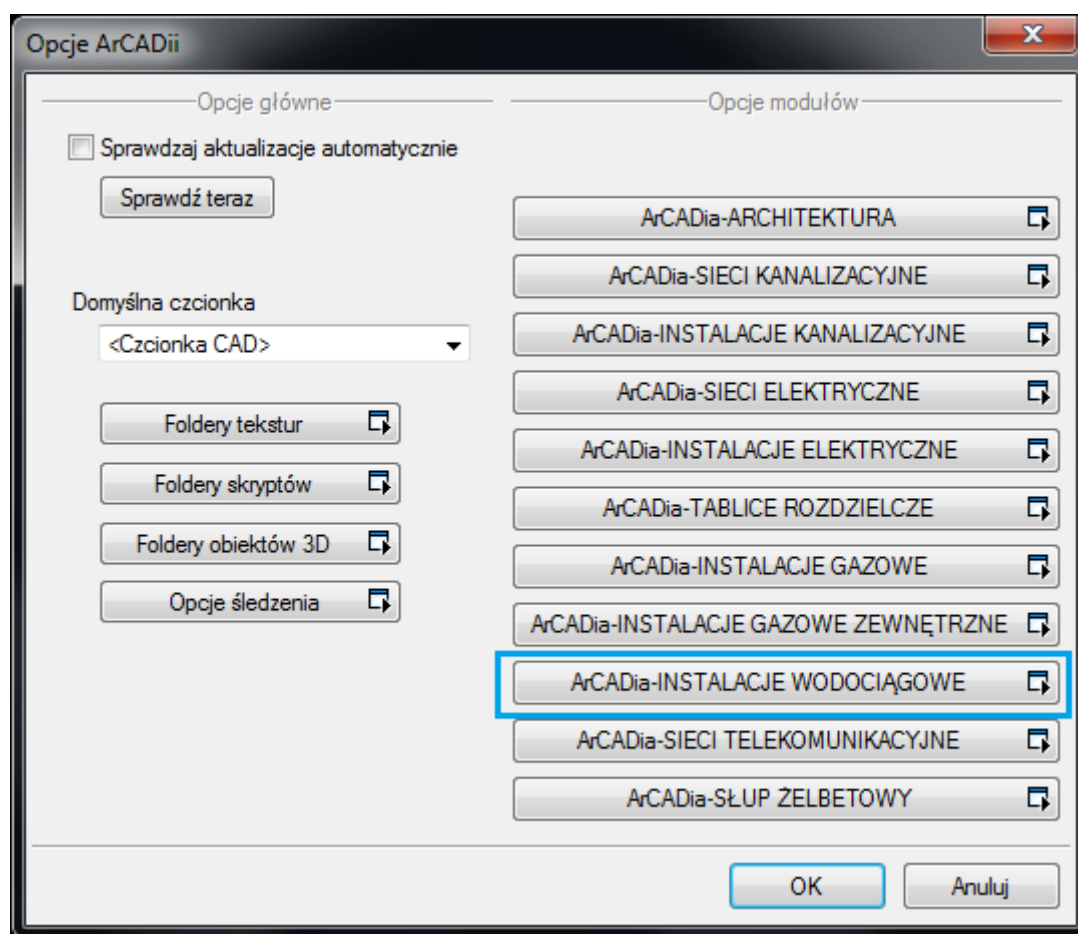 Opcje ArCADii
Opcje główne
Sprawdzaj aktualizacje automatycznie
Sprawdź teraz
Domyślna czcionka
<Czcionka CAD>
Foldery tekstur
Foldery skryptów
Foldery obiektów 3D
Opcje śledzenia
Opcje modułów
ArCADia-ARCHITEKTURA
ArCADia-SIECI KANALIZACYJNE
ArCADia-INSTALACJE KANALIZACYJNE
ArCADia-SIECI ELEKTRYCZNE
ArCADia-INSTALACJE ELEKTRYCZNE
ArCADia-TABLICE ROZDZIELCZE
ArCADia-INSTALACJE GAZOWE
ArCADia-INSTALACJE GAZOWE ZEWNĘTRZNE
ArCADia-INSTALACJE WODOCIĄGOWE
ArCADia-SIECI TELEKOMUNIKACYJNE
ArCADia-SŁUP ŻELBETOWY
OK
Anuluj